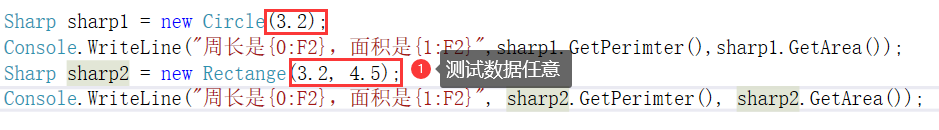 Sharp sharp1 = new Circle(3.2);
Console.WriteLine("周长是{0:F2}，面积是{1:F2}",sharp1.GetPerimter(),sharp1.GetArea());
Sharp sharp2 = new Rectange(3.2, 4.5); 1 测试数据任意
Console.WriteLine("周长是{0:F2}，面积是{1:F2}", sharp2.GetPerimter(), sharp2.GetArea());